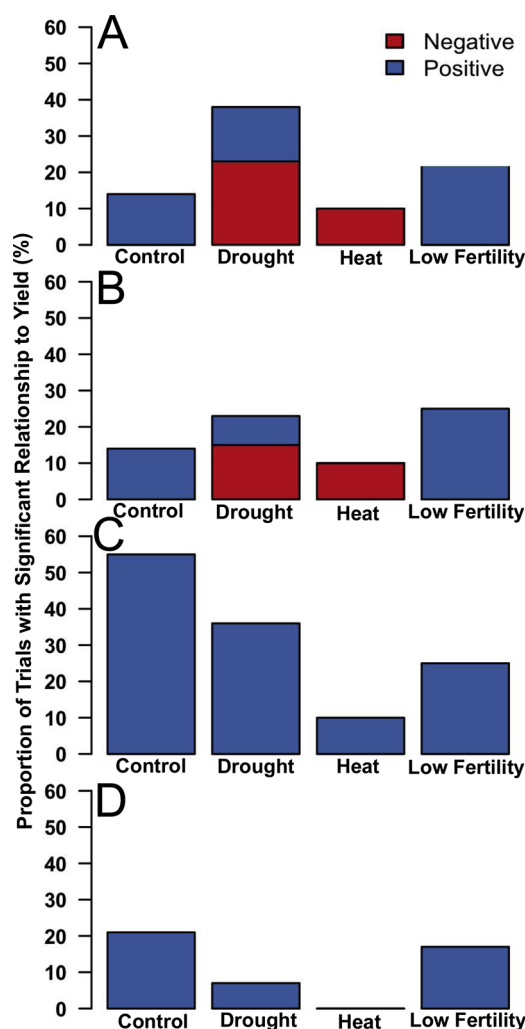 Proportion of Trials with Significant Relationship to Yield (%)
A
Negative
Positive
60
50
40
30
20
10
0
Control Drought Heat Low Fertility
B
60
50
40
30
20
10
0
Control Drought Heat Low Fertility
C
60
50
40
30
20
10
0
Control Drought Heat Low Fertility
D
60
50
40
30
20
10
0
Control Drought Heat Low Fertility